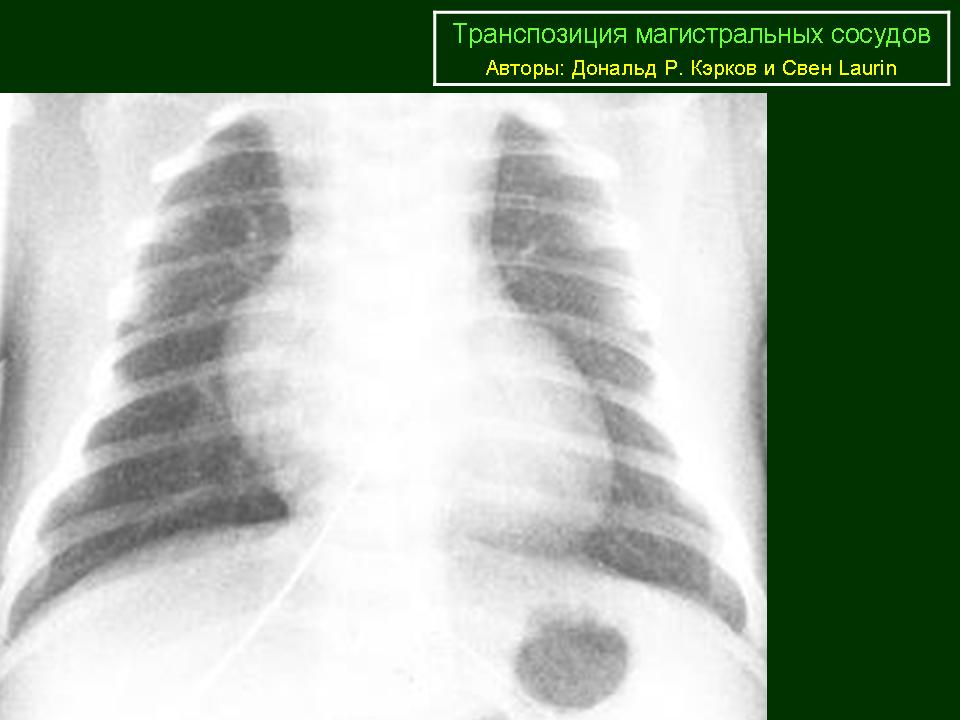 Транспозиция магистральных сосудов
Авторы: Дональд Р. Кэрков и Свен Laurin